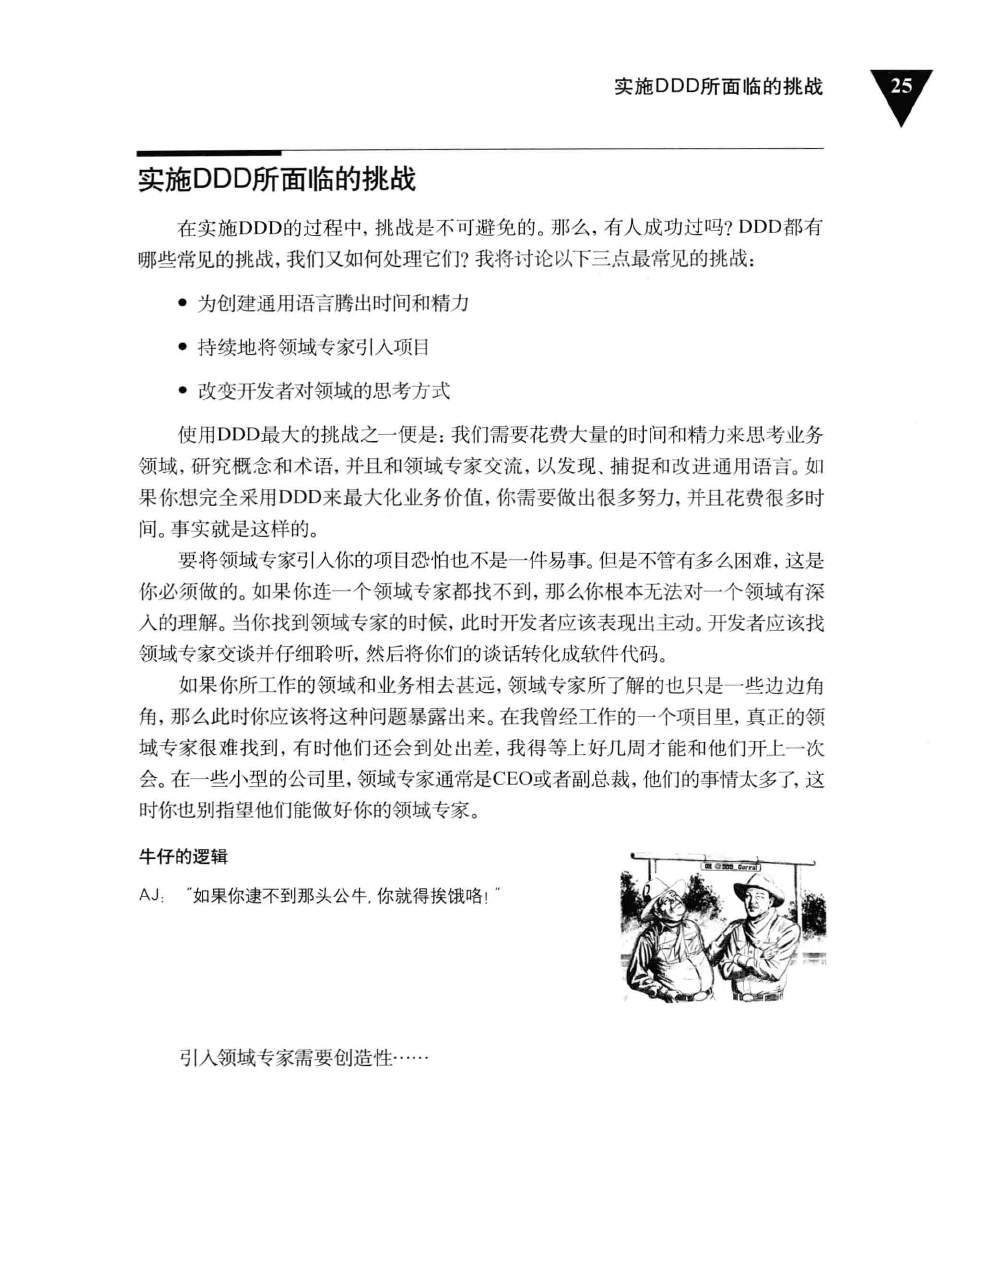 实施DDD所面临的挑战
25
实施DDD所面临的挑战
在实施DDD的过程中，挑战是不可避免的。那么，有人成功过吗？DDD都有
哪些常见的挑战，我们又如何处理它们？我将讨论以下三点最常见的挑战：
● 为创建通用语言腾出时间和精力
● 持续地将领域专家引入项目
● 改变开发者对领域的思考方式
使用DDD最大的挑战之一便是：我们需要花费大量的时间和精力来思考业务
领域，研究概念和术语，并且和领域专家交流，以发现、捕捉和改进通用语言。如
果你想完全采用DDD来最大化业务价值，你需要做出很多努力，并且花费很多时
间。事实就是这样的。
要将领域专家引入你的项目恐怕也不是一件易事。但是不管有多么困难，这是
你必须做的。如果你连一个领域专家都找不到，那么你根本无法对一个领域有深
入的理解。当你找到领域专家的时候，此时开发者应该表现出主动。开发者应该找
领域专家交谈并仔细聆听，然后将你们的谈话转化成软件代码。
如果你所工作的领域和业务相去甚远，领域专家所了解的也只是一些边边角
角，那么此时你应该将这种问题暴露出来。在我曾经工作的一个项目里，真正的领
域专家很难找到，有时他们还会到处出差，我得等上好几周才能和他们开上一次
会。在一些小型的公司里，领域专家通常是CEO或者副总裁，他们的事情太多了，这
时你也别指望他们能做好你的领域专家。
牛仔的逻辑
AJ： “如果你逮不到那头公牛，你就得挨饿咯！”
OK @DDD_Corral
引入领域专家需要创造性······